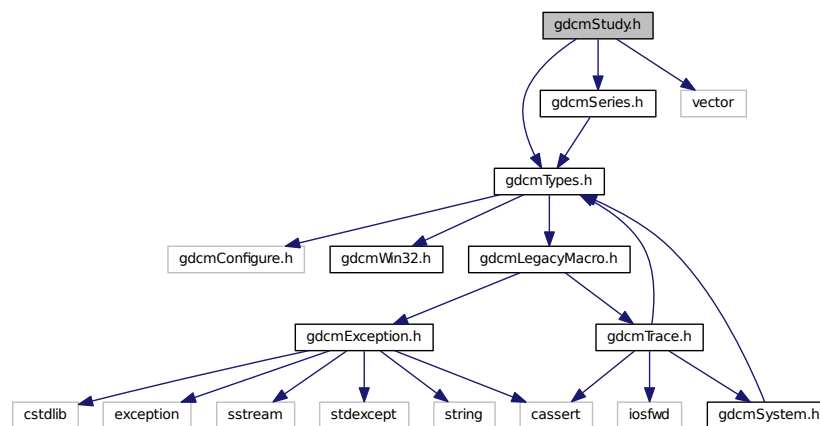 gdcmStudy.h
gdcmSeries.h
vector
gdcmTypes.h
gdcmConfigure.h
gdcmWin32.h
gdcmLegacyMacro.h
gdcmException.h
gdcmTrace.h
cstdlib
exception
sstream
stdexcept
string
cassert
iosfwd
gdcmSystem.h